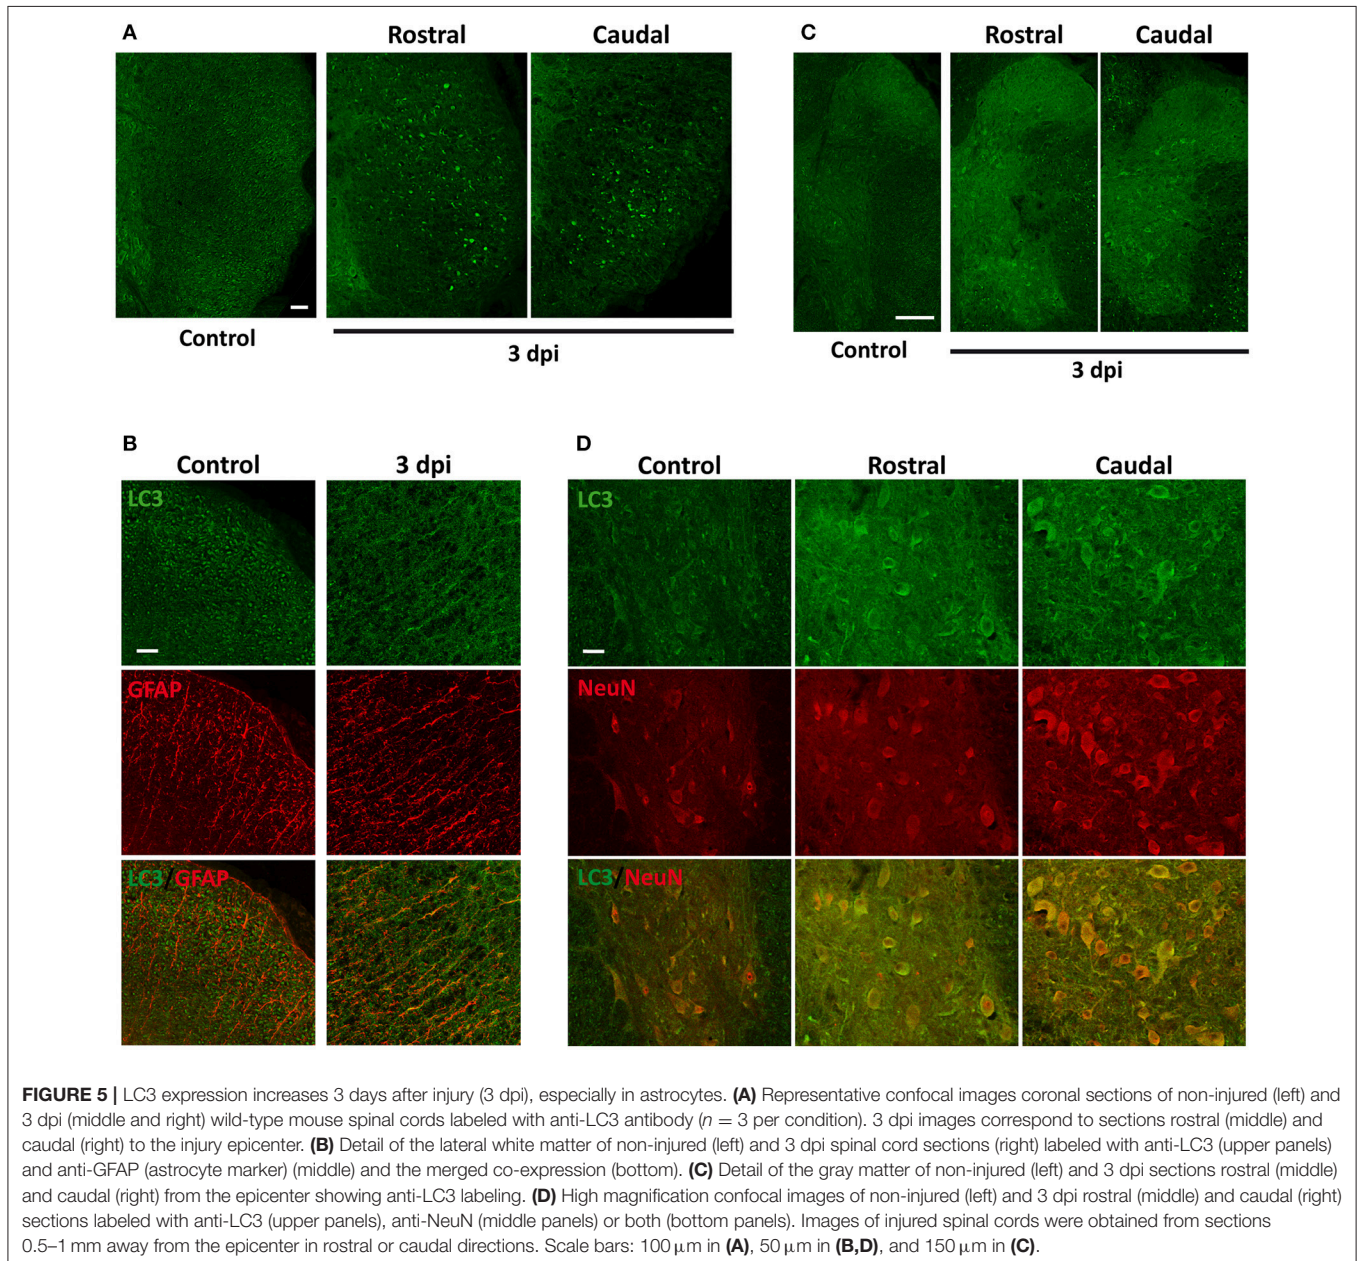 A
Rostral
Caudal
Control
3 dpi
C
Rostral
Caudal
Control
3 dpi
B
Control
3 dpi
LC3
GFAP
LC3/GFAP
D
Control
Rostral
Caudal
LC3
NeuN
LC3/NeuN
FIGURE 5 | LC3 expression increases 3 days after injury (3 dpi), especially in astrocytes. (A) Representative confocal images coronal sections of non-injured (left) and
3 dpi (middle and right) wild-type mouse spinal cords labeled with anti-LC3 antibody (n = 3 per condition). 3 dpi images correspond to sections rostral (middle) and
caudal (right) to the injury epicenter. (B) Detail of the lateral white matter of non-injured (left) and 3 dpi spinal cord sections (right) labeled with anti-LC3 (upper panels)
and anti-GFAP (astrocyte marker) (middle) and the merged co-expression (bottom). (C) Detail of the gray matter of non-injured (left) and 3 dpi sections rostral (middle)
and caudal (right) from the epicenter showing anti-LC3 labeling. (D) High magnification confocal images of non-injured (left) and 3 dpi rostral (middle) and caudal (right)
sections labeled with anti-LC3 (upper panels), anti-NeuN (middle panels) or both (bottom panels). Images of injured spinal cords were obtained from sections
0.5–1 mm away from the epicenter in rostral or caudal directions. Scale bars: 100 μm in (A), 50 μm in (B,D), and 150 μm in (C).